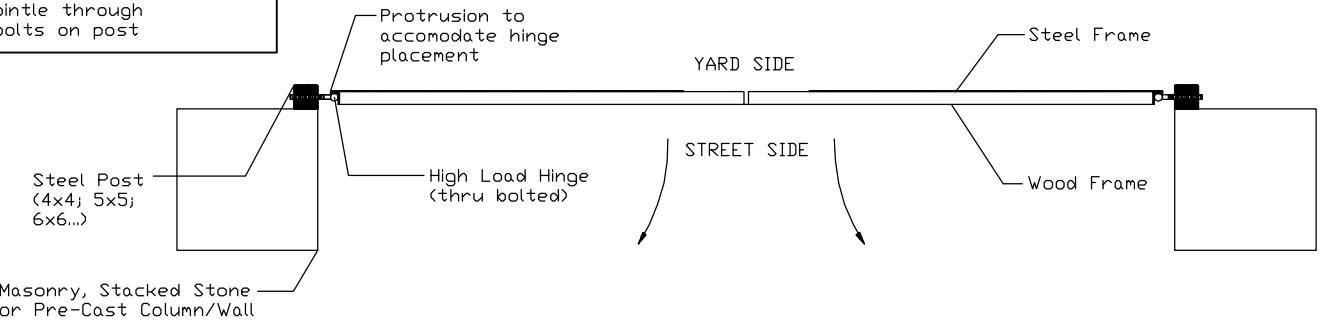 pintle through
bolts on post
Protrusion to
accomodate hinge
placement
YARD SIDE
Steel Frame
STREET SIDE
High Load Hinge
(thru bolted)
Steel Post
(4x4; 5x5;
6x6...)
Wood Frame
Masonry, Stacked Stone
or Pre-Cast Column/Wall